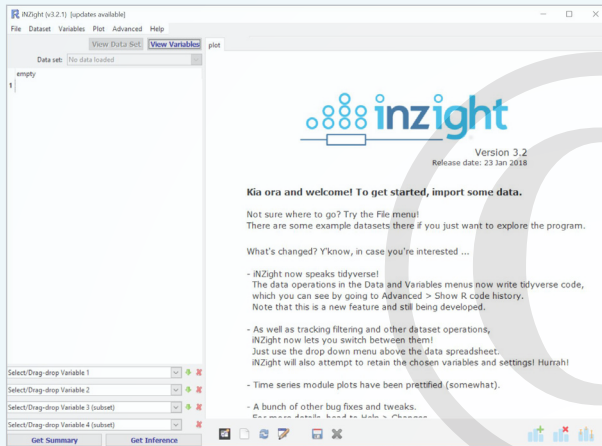 iNZight (v3.2.1) [updates available]
File Dataset Variables Plot Advanced Help
View Data Set View Variables plot
Data set: No data loaded
empty
1
inzight
Version 3.2
Release date: 23 Jan 2018
Kia ora and welcome! To get started, import some data.
Not sure where to go? Try the File menu!
There are some example datasets there if you just want to explore the program.
What's changed? Y'know, in case you're interested ...
- iNZight now speaks tidyverse!
The data operations in the Data and Variables menus now write tidyverse code,
which you can see by going to Advanced > Show R code history.
Note that this is a new feature and still being developed.
- As well as tracking filtering and other dataset operations,
iNZight now lets you switch between them!
Just use the drop down menu above the data spreadsheet.
iNZight will also attempt to retain the chosen variables and settings! Hurrah!
- Time series module plots have been prettified (somewhat).
- A bunch of other bug fixes and tweaks.
For more details, head to Help > Changes
Select/Drag-drop Variable 1
Select/Drag-drop Variable 2
Select/Drag-drop Variable 3 (subset)
Select/Drag-drop Variable 4 (subset)
Get Summary Get Inference